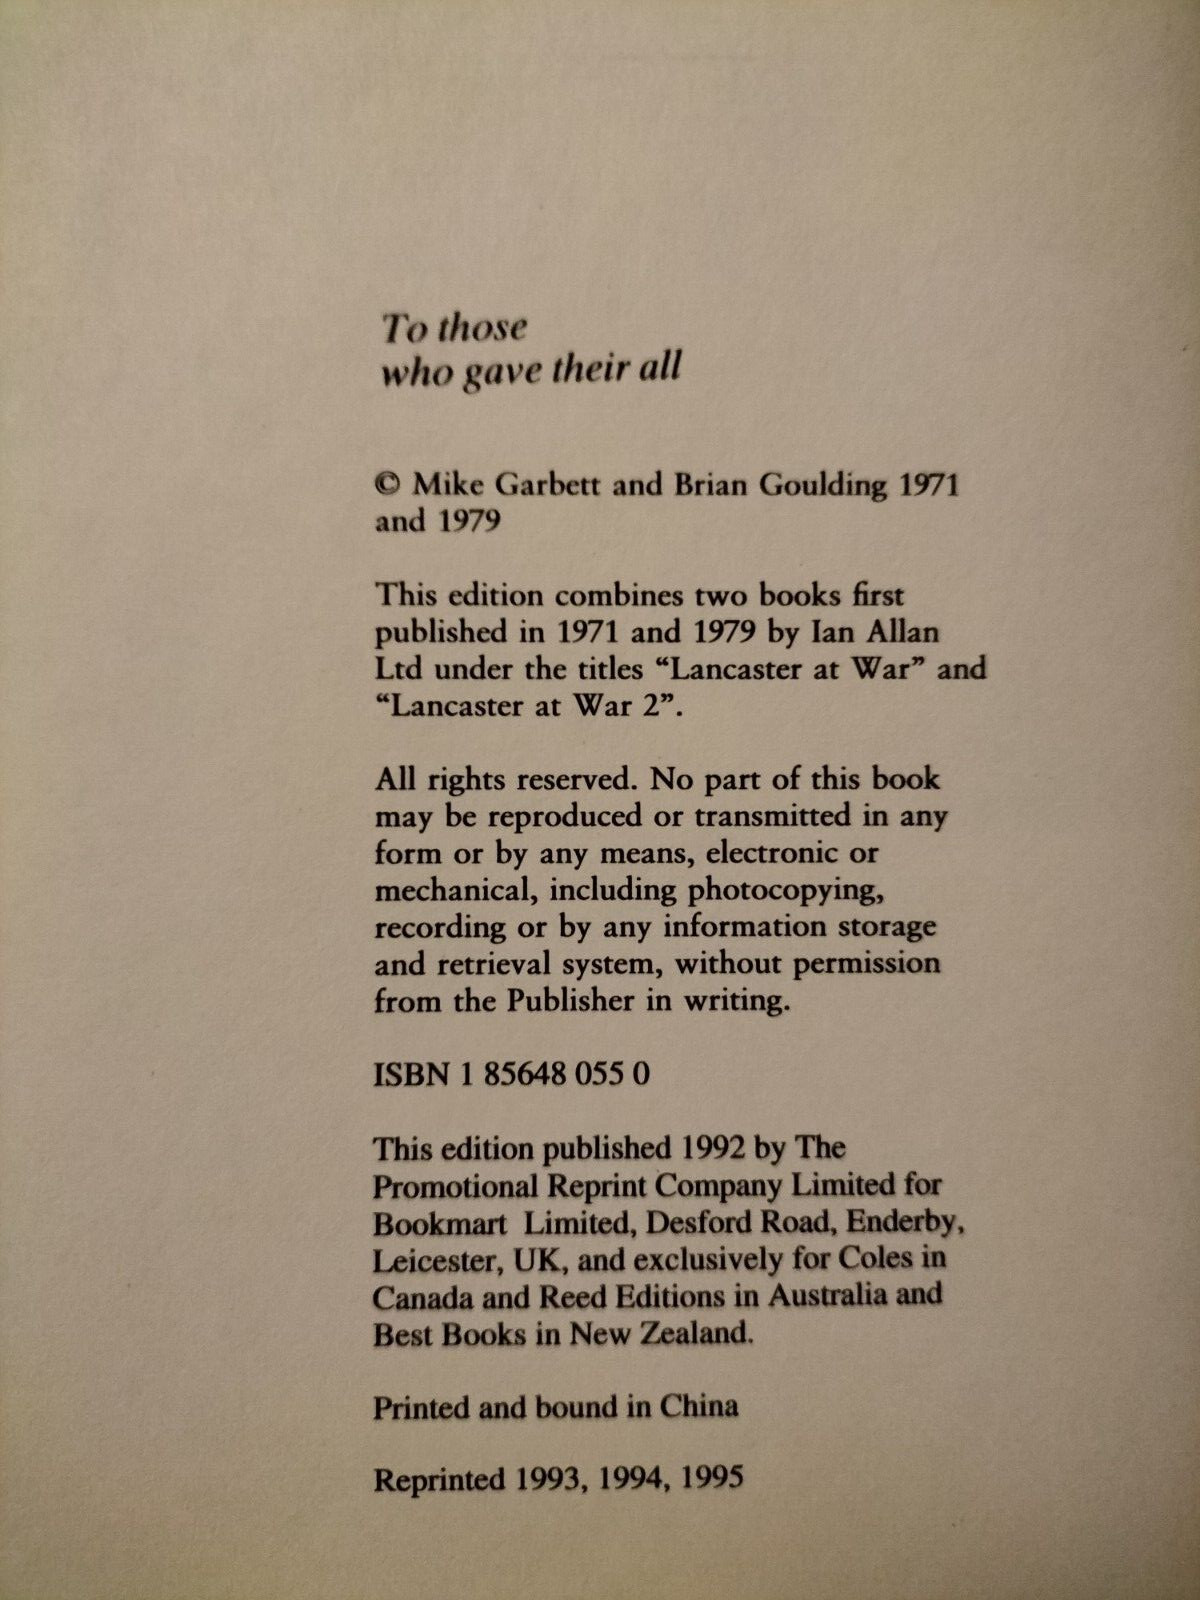 To those
who gave their all
© Mike Garbett and Brian Goulding 1971
and 1979
This edition combines two books first
published in 1971 and 1979 by Ian Allan
Ltd under the titles “Lancaster at War” and
“Lancaster at War 2”.
All rights reserved. No part of this book
may be reproduced or transmitted in any
form or by any means, electronic or
mechanical, including photocopying,
recording or by any information storage
and retrieval system, without permission
from the Publisher in writing.
ISBN 1 85648 055 0
This edition published 1992 by The
Promotional Reprint Company Limited for
Bookmart Limited, Desford Road, Enderby,
Leicester, UK, and exclusively for Coles in
Canada and Reed Editions in Australia and
Best Books in New Zealand.
Printed and bound in China
Reprinted 1993, 1994, 1995